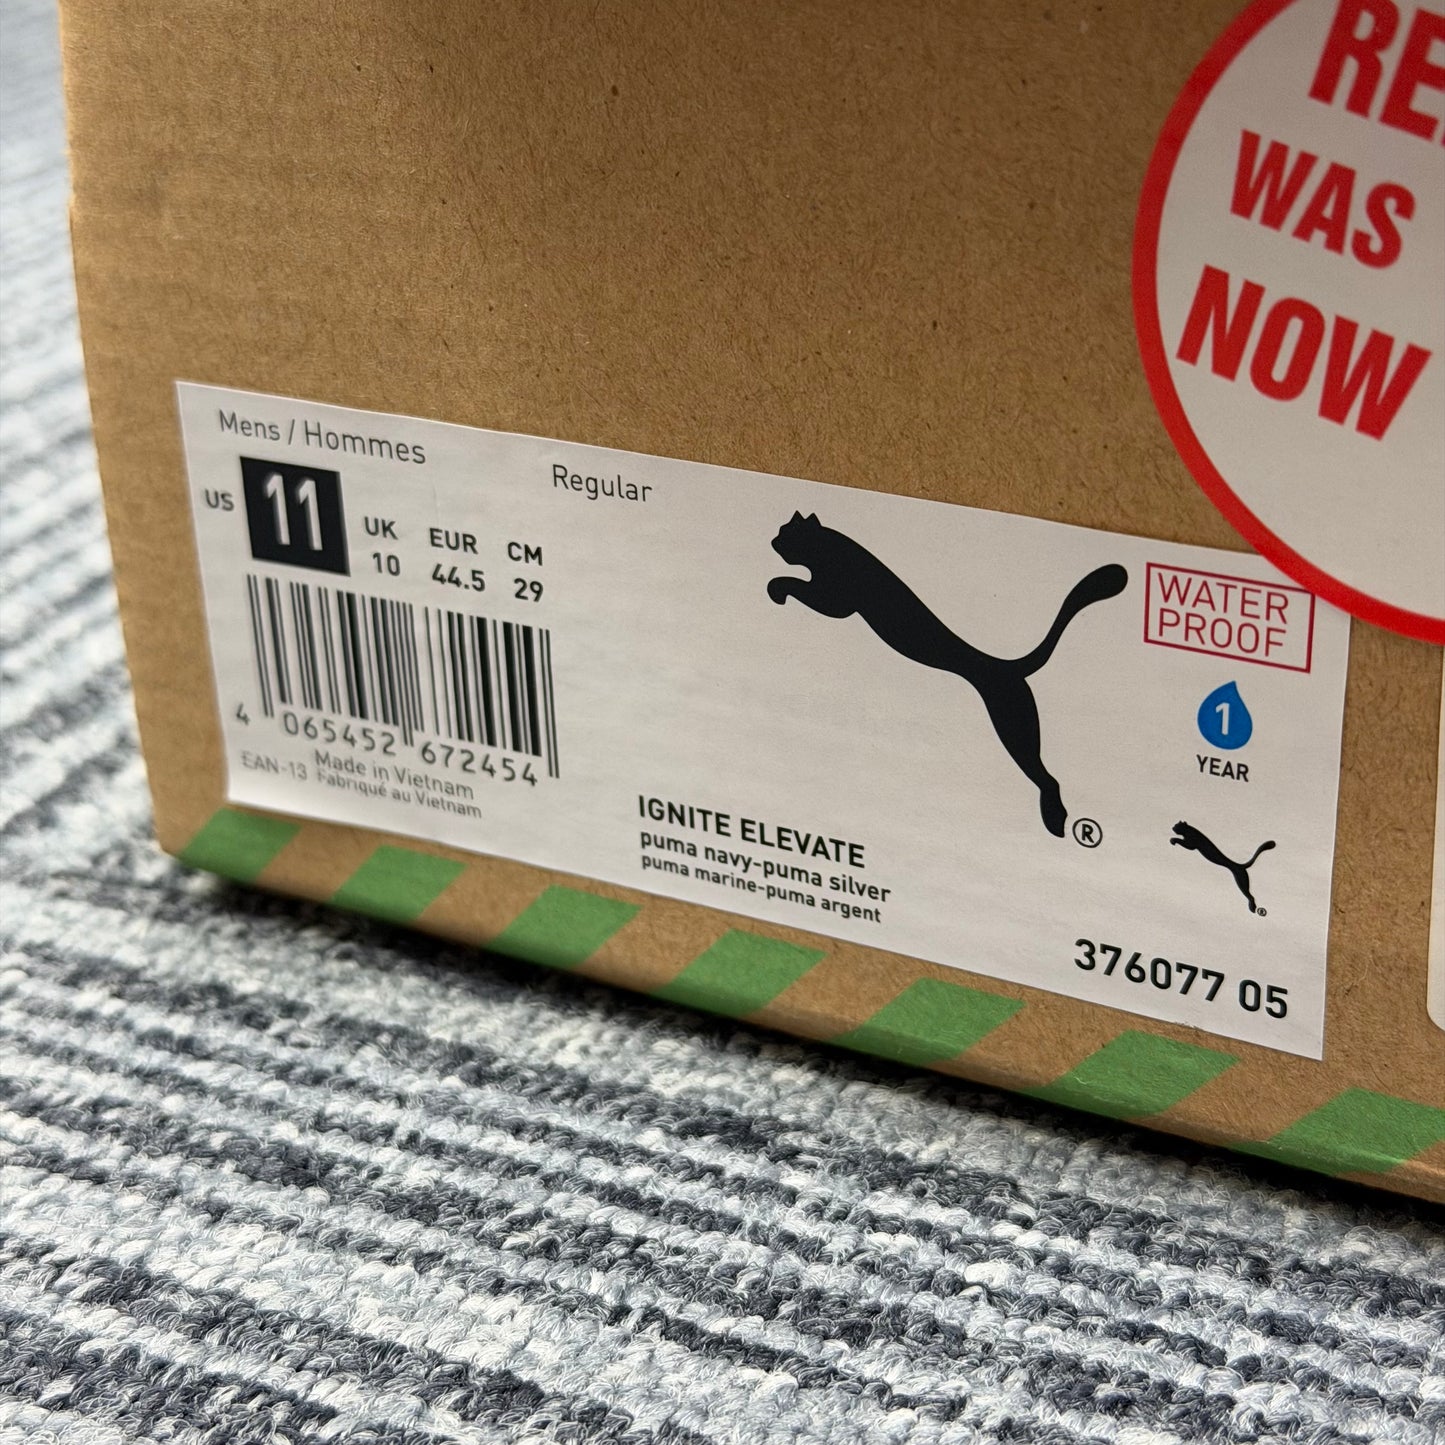 WAS
NOW
Mens / Hommes
Regular
US 11
UK EUR CM
10 44.5 29
4 065452 672454
EAN-13 Made in Vietnam
Fabriqué au Vietnam
WATER
PROOF
1
YEAR
IGNITE ELEVATE
puma navy-puma silver
puma marine-puma argent
®
®
376077 05